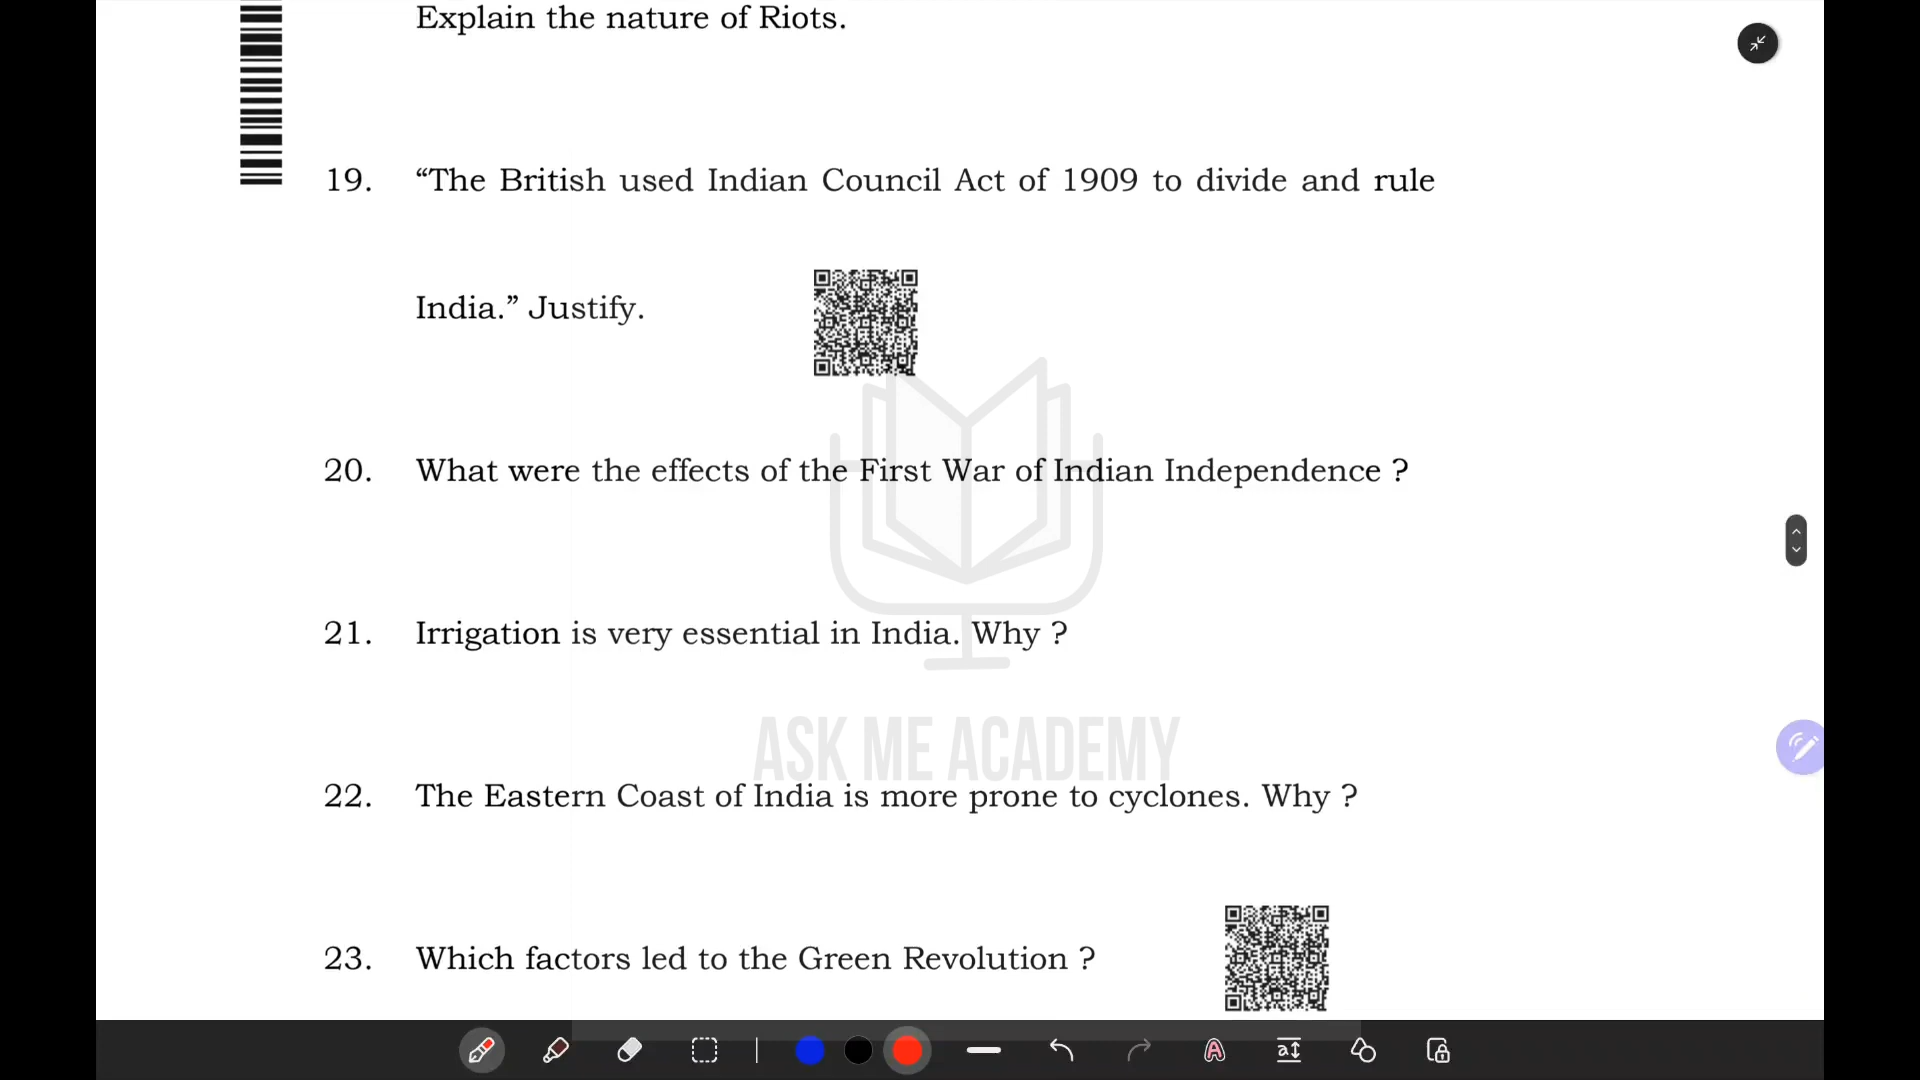 Explain the nature of Riots.
19. “The British used Indian Council Act of 1909 to divide and rule
India.” Justify.
20. What were the effects of the First War of Indian Independence ?
21. Irrigation is very essential in India. Why ?
ASK ME ACADEMY
22. The Eastern Coast of India is more prone to cyclones. Why ?
23. Which factors led to the Green Revolution ?